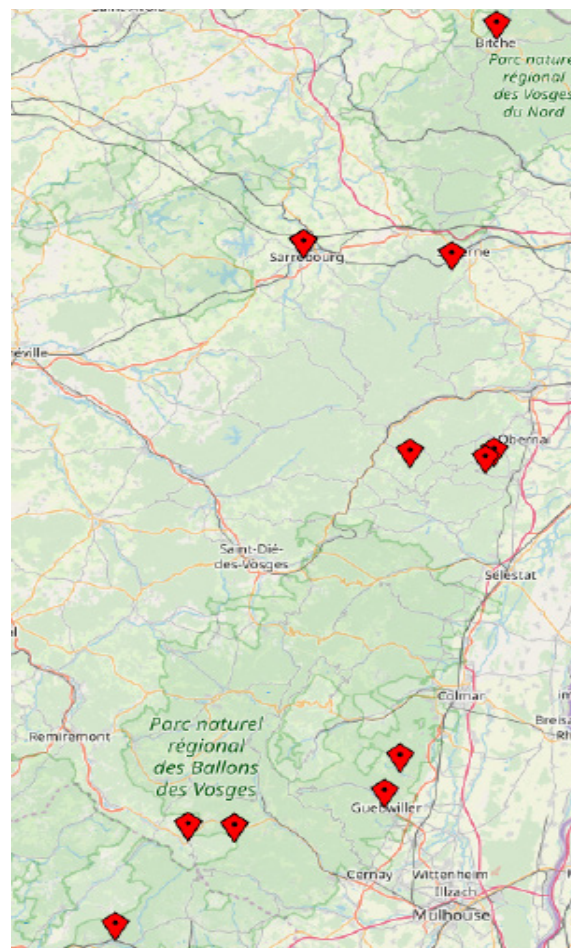 Bitche
Parc naturel
régional
des Vosges
du Nord
Sarrebourg
éville
Obernai
Saint-Dié-
des-Vosges
Sélestat
Colmar
Remiremont
Parc naturel
régional
des Ballons
des Vosges
Guebwiller
Cernay
Wittenheim
Illzach
Mulhouse